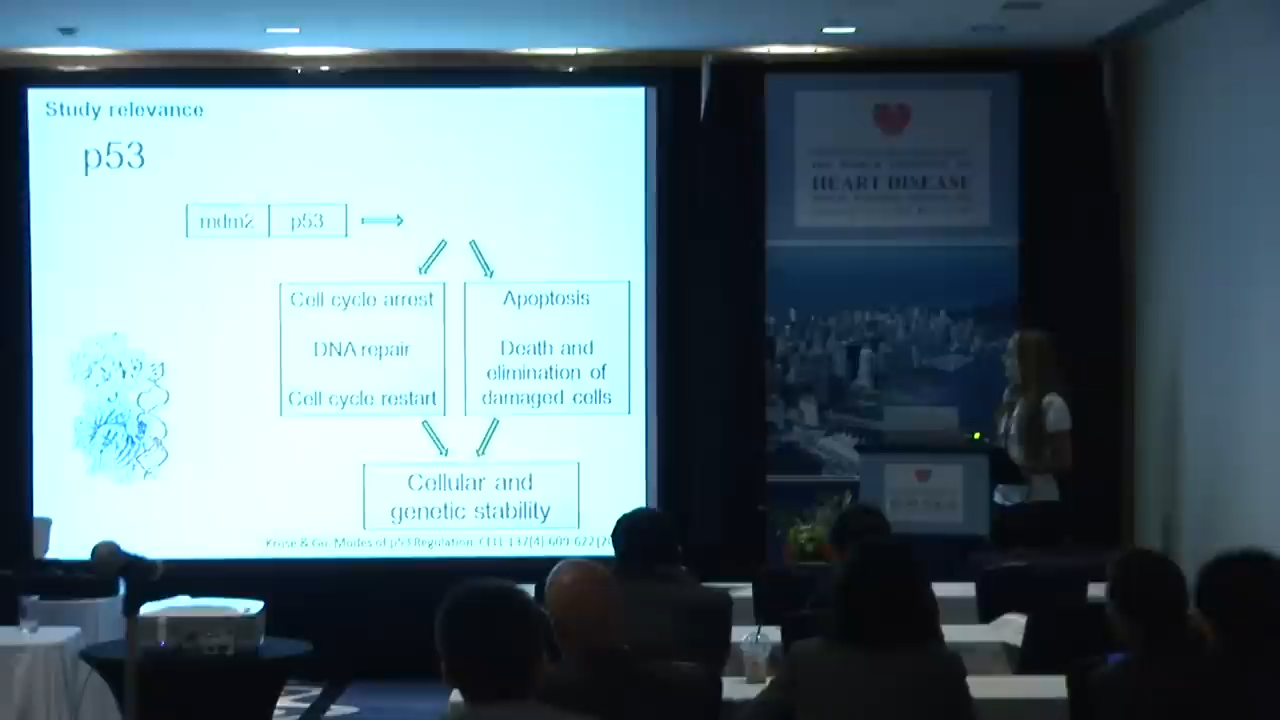 Study relevance
p53
mdm2 p53
Cell cycle arrest
DNA repair
Cell cycle restart
Apoptosis
Death and
elimination of
damaged cells
Cellular and
genetic stability
Kruse & Gu. Modes of p53 Regulation. CELL 137(4) 609-622
HEART DISEASE